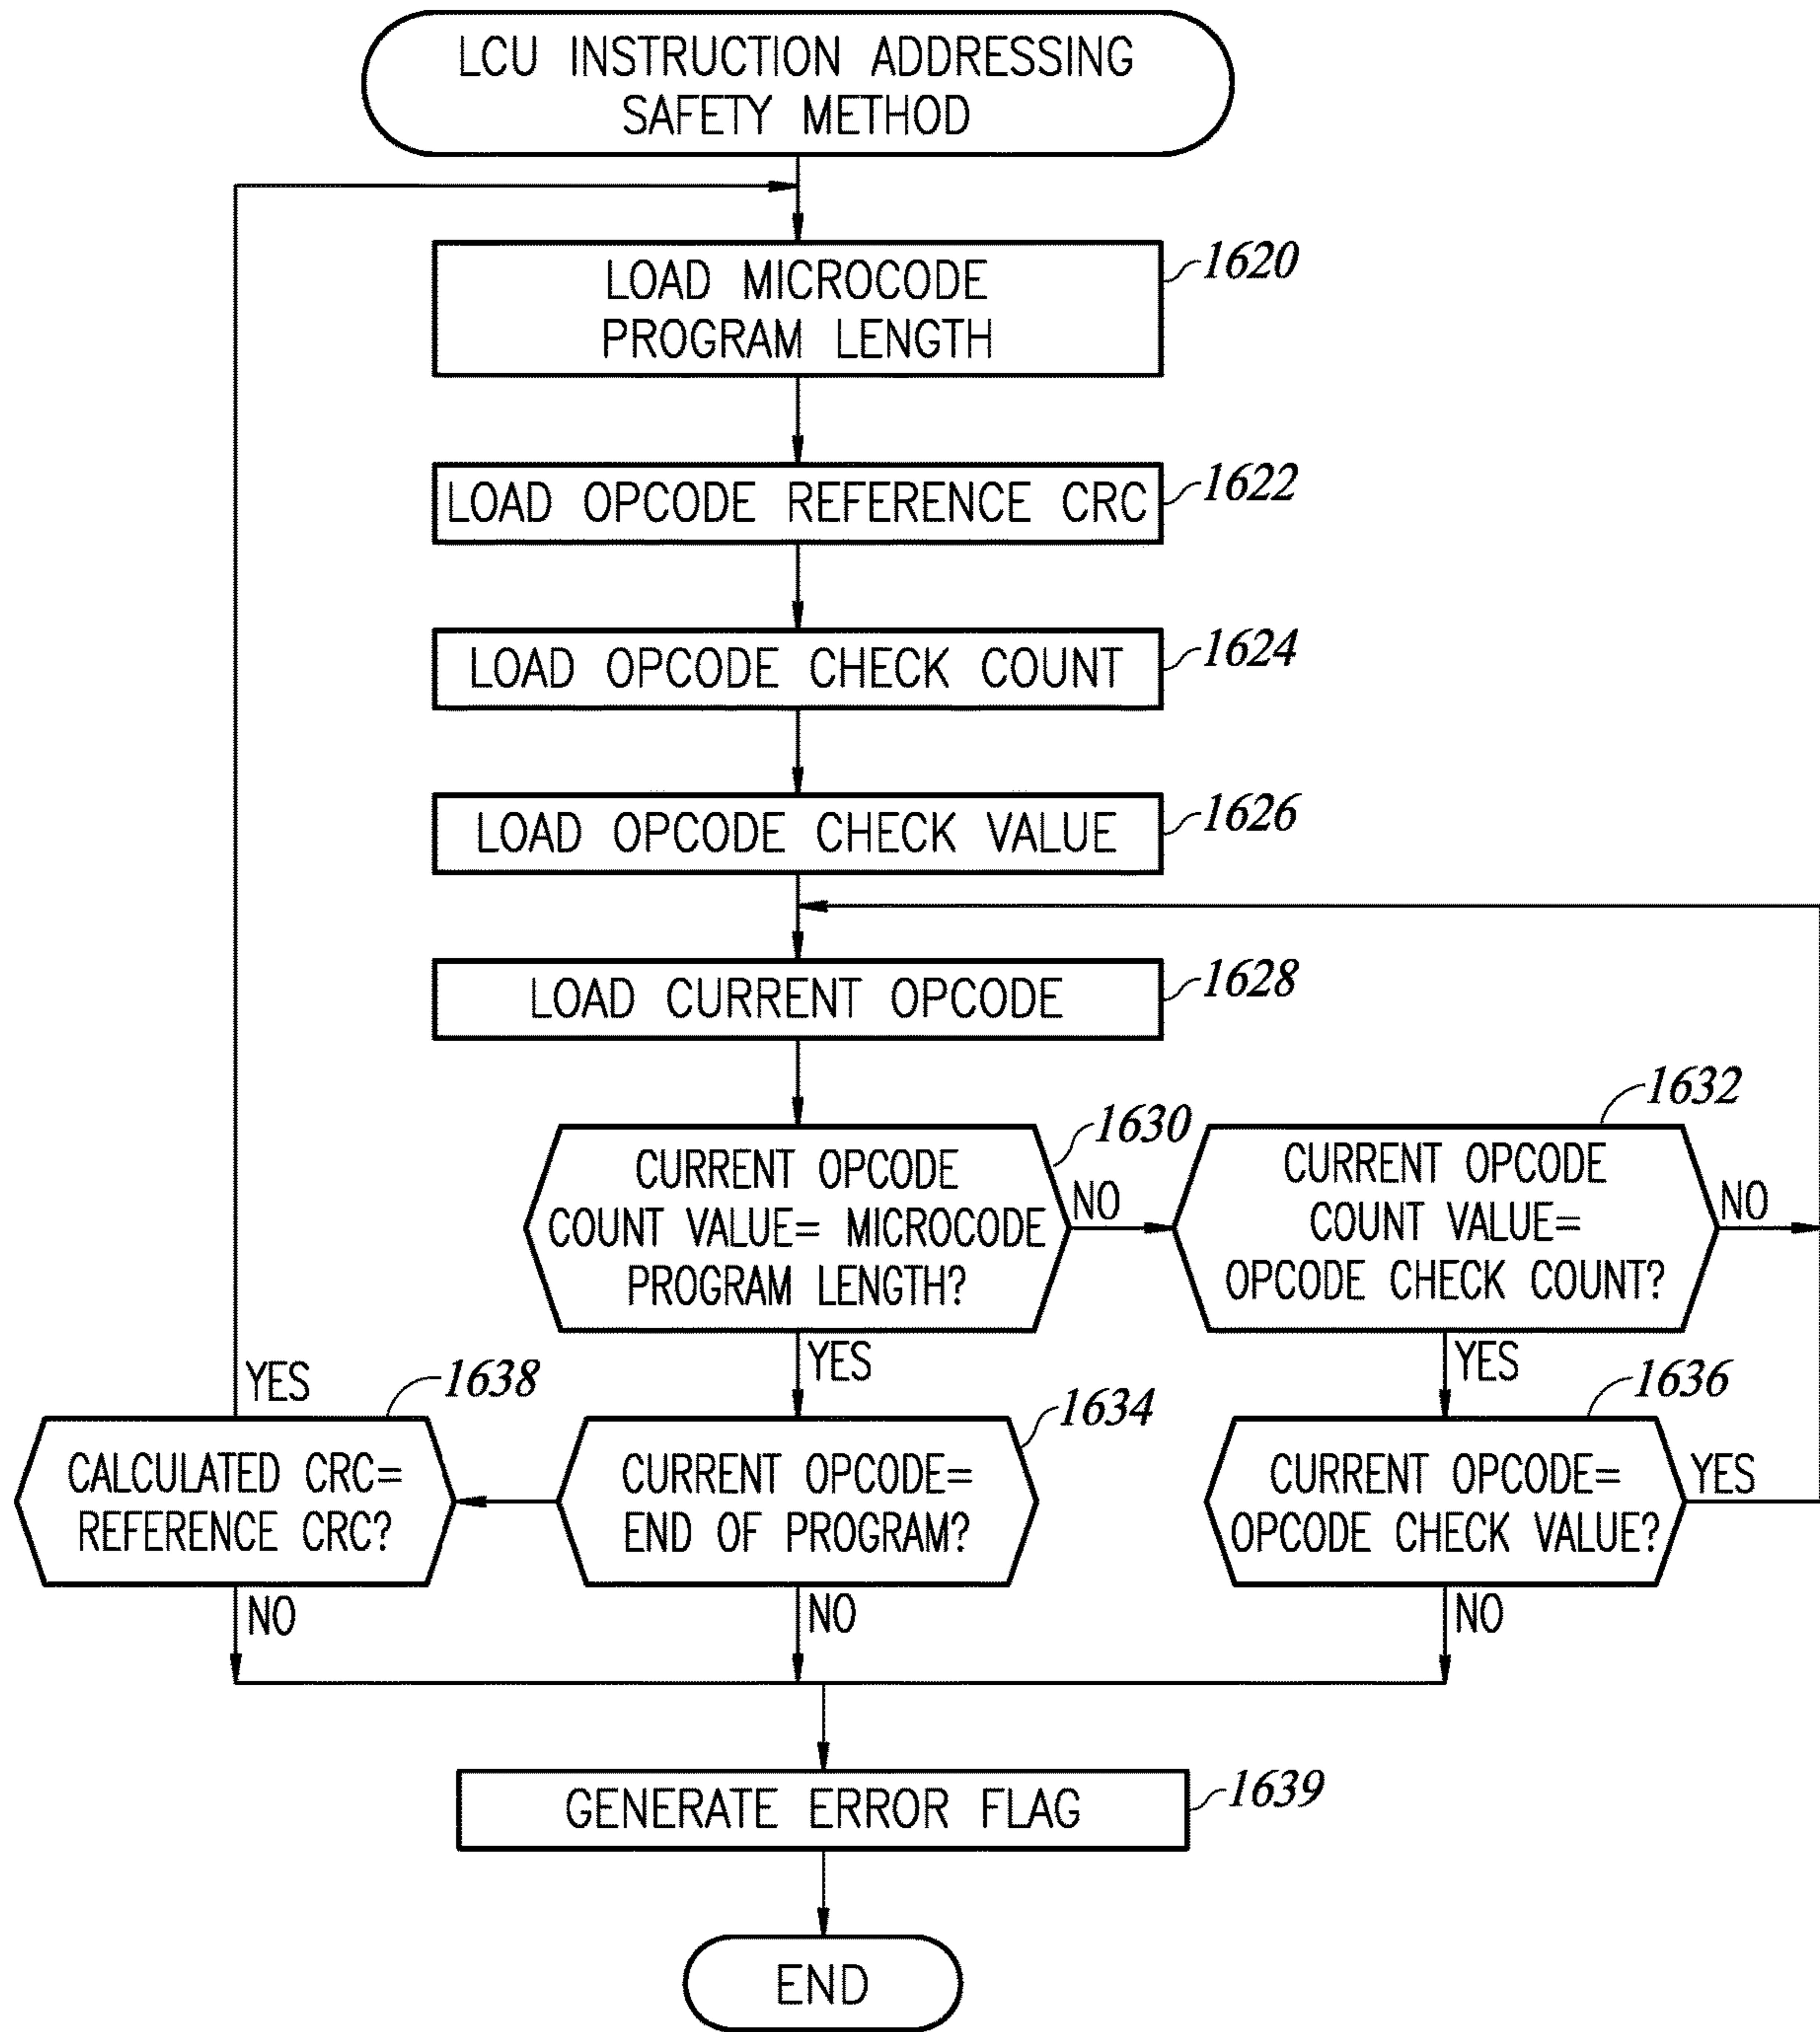 LCU INSTRUCTION ADDRESSING
SAFETY METHOD
LOAD MICROCODE
PROGRAM LENGTH
1620
LOAD OPCODE REFERENCE CRC
1622
LOAD OPCODE CHECK COUNT
1624
LOAD OPCODE CHECK VALUE
1626
LOAD CURRENT OPCODE
1628
CURRENT OPCODE
COUNT VALUE= MICROCODE
PROGRAM LENGTH?
1630
NO
CURRENT OPCODE
COUNT VALUE=
OPCODE CHECK COUNT?
1632
NO
YES
YES
YES
CALCULATED CRC=
REFERENCE CRC?
1638
CURRENT OPCODE=
END OF PROGRAM?
1634
CURRENT OPCODE=
OPCODE CHECK VALUE?
1636
YES
NO
NO
NO
GENERATE ERROR FLAG
1639
END